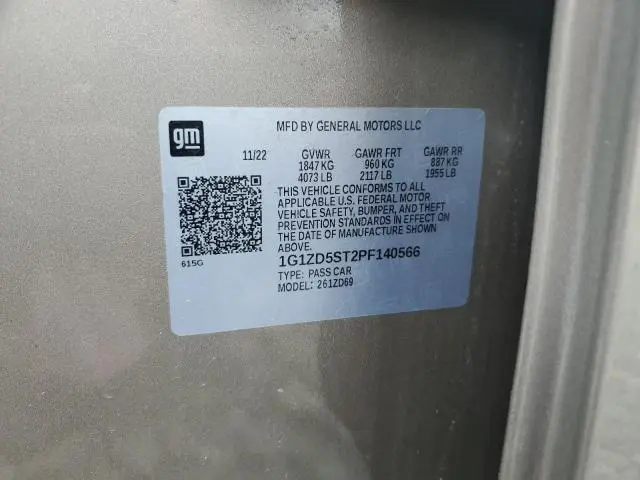 gm
MFD BY GENERAL MOTORS LLC
11/22 GVWR GAWR FRT GAWR RR
1847 KG 960 KG 887 KG
4073 LB 2117 LB 1955 LB
THIS VEHICLE CONFORMS TO ALL
APPLICABLE U.S. FEDERAL MOTOR
VEHICLE SAFETY, BUMPER, AND THEFT
PREVENTION STANDARDS IN EFFECT ON
THE DATE OF MANUFACTURE SHOWN
ABOVE.
615G
1G1ZD5ST2PF140566
TYPE: PASS CAR
MODEL: 261ZD69